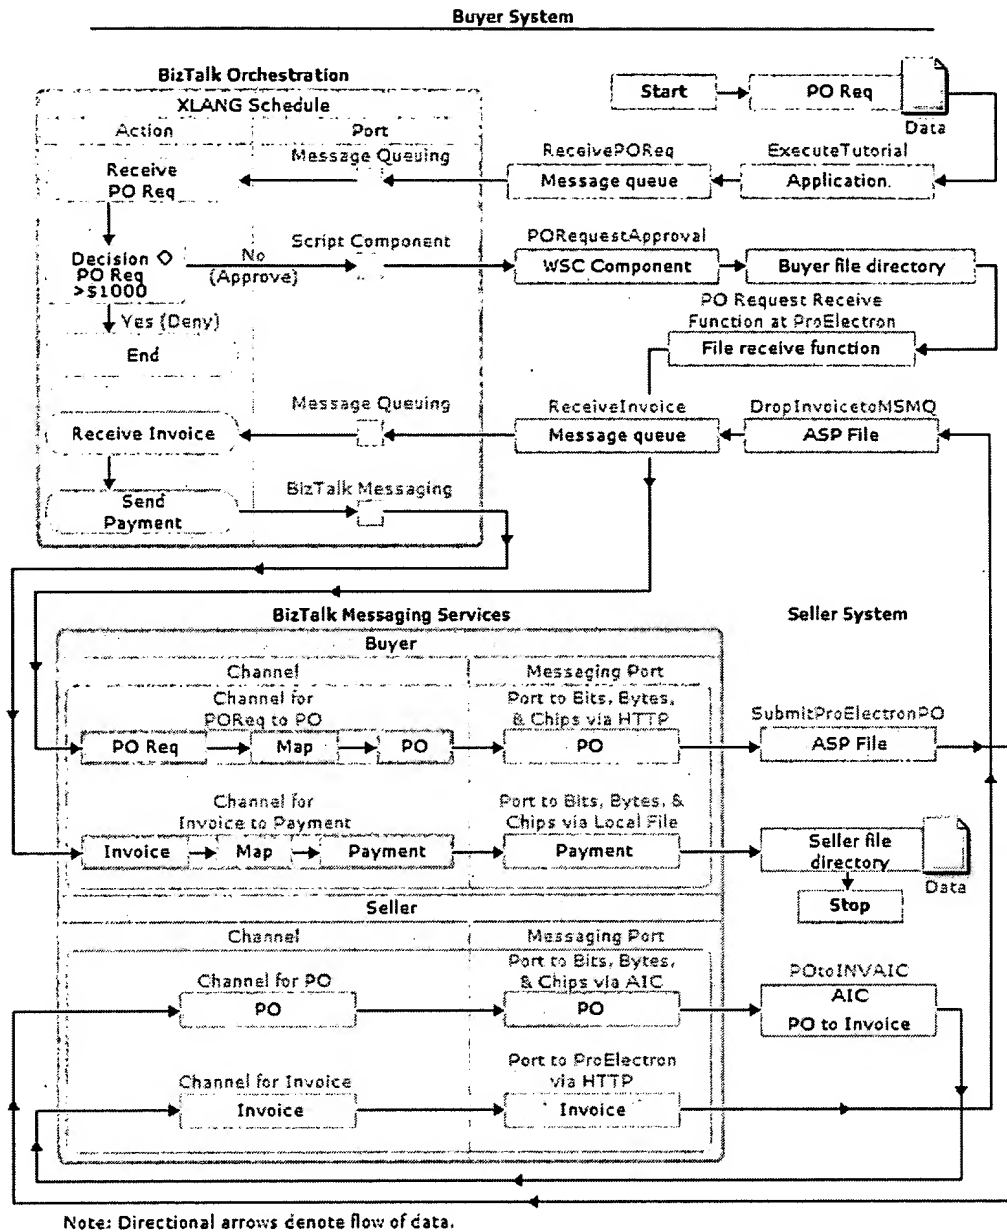 Buyer System
BizTalk Orchestration
XLANG Schedule
Action
Port
Start
PO Req
Data
Receive
PO Req
Message Queuing
ReceivePOReq
Message queue
ExecuteTutorial
Application.
Decision
PO Req
>$1000
No
(Approve)
Script Component
PORequestApproval
WSC Component
Buyer file directory
Yes (Deny)
End
PO Request Receive
Function at ProElectron
File receive function
Receive Invoice
Message Queuing
ReceiveInvoice
Message queue
DropInvoicetoMSMQ
ASP File
Send
Payment
BizTalk Messaging
BizTalk Messaging Services
Seller System
Buyer
Channel
Messaging Port
Channel for
POReq to PO
PO Req
Map
PO
Port to Bits, Bytes,
& Chips via HTTP
PO
SubmitProElectronPO
ASP File
Channel for
Invoice to Payment
Invoice
Map
Payment
Port to Bits, Bytes, &
Chips via Local File
Payment
Seller file
directory
Data
Stop
Seller
Channel
Messaging Port
Channel for PO
PO
Port to Bits, Bytes,
& Chips via AIC
PO
POtoINVAIC
AIC
PO to Invoice
Channel for Invoice
Invoice
Port to ProElectron
via HTTP
Invoice
Note: Directional arrows denote flow of data.